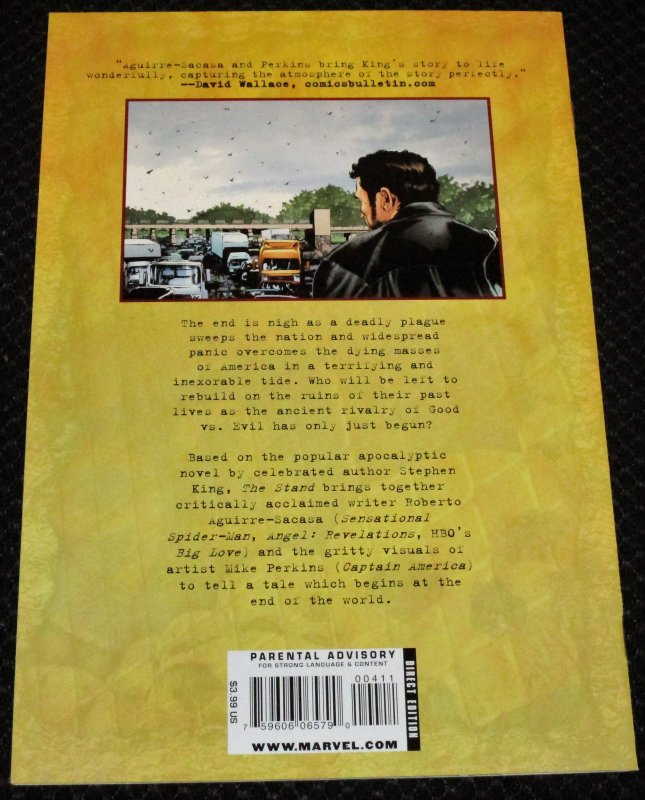 "Aguirre-Sacasa and Perkins bring King's story to life
wonderfully, capturing the atmosphere of the story perfectly."
--David Wallace, comicsbulletin.com
The end is nigh as a deadly plague
sweeps the nation and widespread
panic overcomes the dying masses
of America in a terrifying and
inexorable tide. Who will be left to
rebuild on the ruins of their past
lives as the ancient rivalry of Good
vs. Evil has only just begun?
Based on the popular apocalyptic
novel by celebrated author Stephen
King, The Stand brings together
critically acclaimed writer Roberto
Aguirre-Sacasa (Sensational
Spider-Man, Angel: Revelations, HBO's
Big Love) and the gritty visuals of
artist Mike Perkins (Captain America)
to tell a tale which begins at the
end of the world.
PARENTAL ADVISORY
FOR STRONG LANGUAGE & CONTENT
$3.99 US
00411
7 59606 06579 0
DIRECT EDITION
WWW.MARVEL.COM